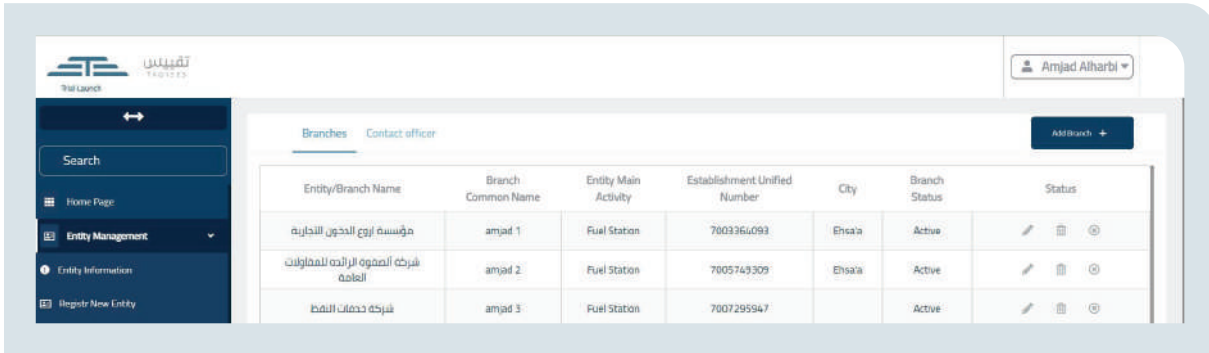 تقييس
TAQYEES
Trial Launch
Amjad Alharbi
Search
Home Page
Entity Management
Entity Information
Registr New Entity
Branches Contact officer
Add Branch +
Entity/Branch Name Branch Common Name Entity Main Activity Establishment Unified Number City Branch Status Status
مؤسسة اروع الدخون التجارية amjad 1 Fuel Station 7003364093 Ehsa'a Active
شركة الصفوة الرائدة للمقاولات العامة amjad 2 Fuel Station 7005749309 Ehsa'a Active
شركة خدمات النفط amjad 3 Fuel Station 7007295947 Active